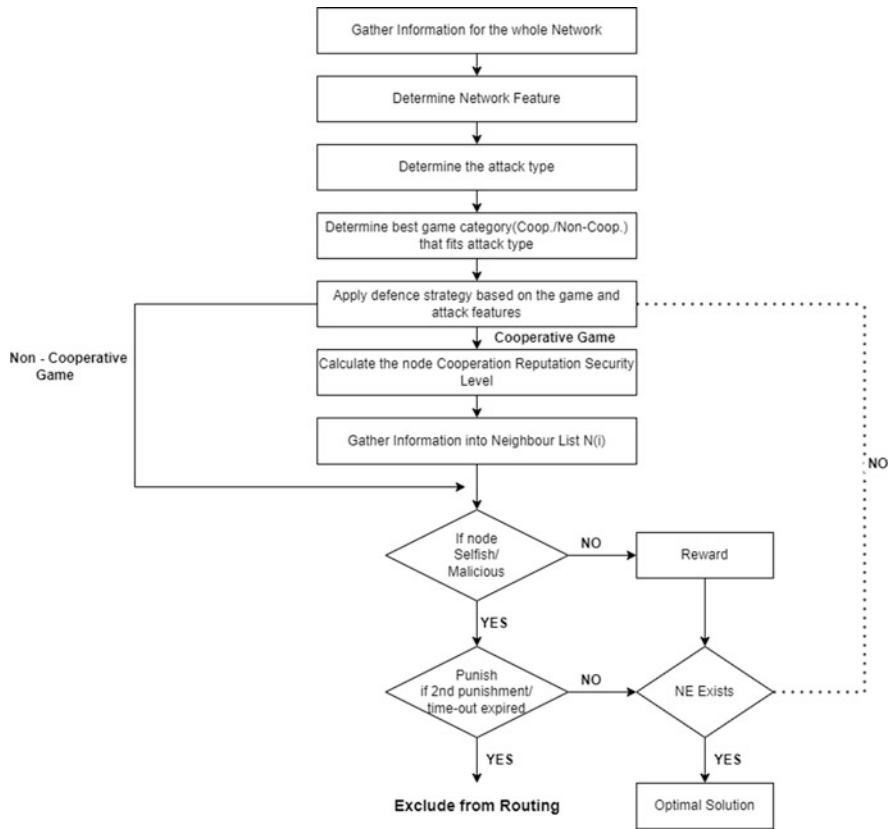 Gather Information for the whole Network
Determine Network Feature
Determine the attack type
Determine best game category(Coop./Non-Coop.)
that fits attack type
Apply defence strategy based on the game and
attack features
Cooperative Game
Non - Cooperative
Game
Calculate the node Cooperation Reputation Security
Level
Gather Information into Neighbour List N(i)
NO
If node
Selfish/
Malicious
NO
Reward
YES
Punish
if 2nd punishment/
time-out expired
NO
NE Exists
YES
YES
Exclude from Routing
Optimal Solution